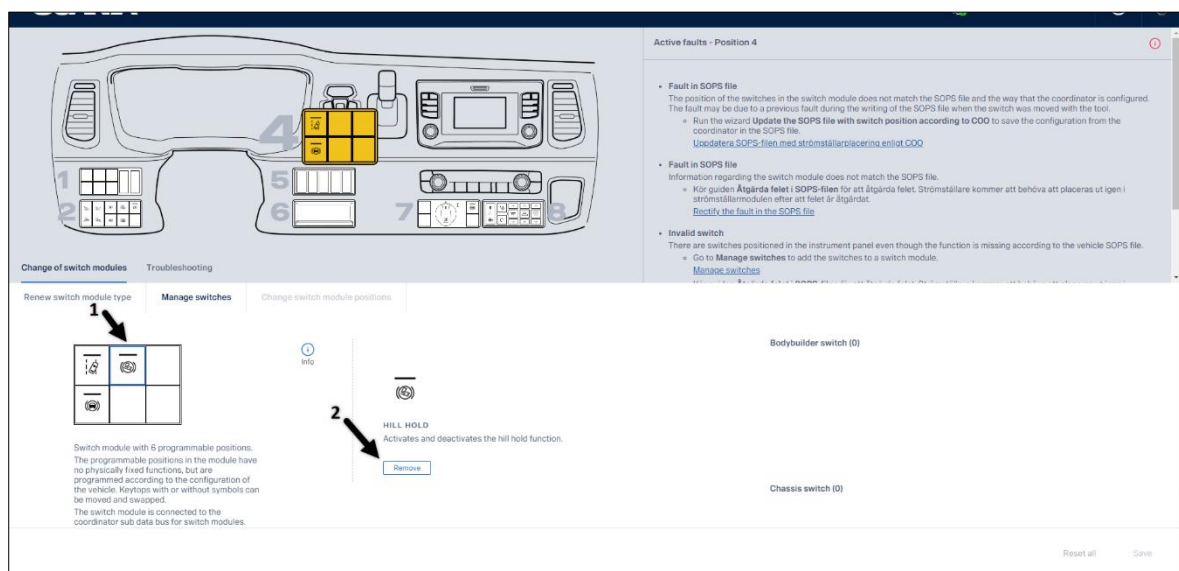 Active faults - Position 4
4
1
2
5
6
7
8
• Fault in SOPS file
The position of the switches in the switch module does not match the SOPS file and the way that the coordinator is configured.
The fault may be due to a previous fault during the writing of the SOPS file when the switch was moved with the tool.
Run the wizard Update the SOPS file with switch position according to COO to save the configuration from the
coordinator in the SOPS file.
Uppdatera SOPS-filen med strömställarplacering enligt COO
• Fault in SOPS file
Information regarding the switch module does not match the SOPS file.
Kör guiden Åtgärda felet i SOPS-filen för att åtgärda felet. Strömställare kommer att behöva att placeras ut igen i
strömställarmodulen efter att felet är åtgärdat.
Rectify the fault in the SOPS file
• Invalid switch
There are switches positioned in the instrument panel even though the function is missing according to the vehicle SOPS file.
Go to Manage switches to add the switches to a switch module.
Manage switches
Change of switch modules Troubleshooting
Renew switch module type Manage switches Change switch module positions
1
Info
2
HILL HOLD
Activates and deactivates the hill hold function.
Remove
Switch module with 6 programmable positions.
The programmable positions in the module have
no physically fixed functions, but are
programmed according to the configuration of
the vehicle. Keytops with or without symbols can
be moved and swapped.
The switch module is connected to the
coordinator sub data bus for switch modules.
Bodybuilder switch (0)
Chassis switch (0)
Reset all Save